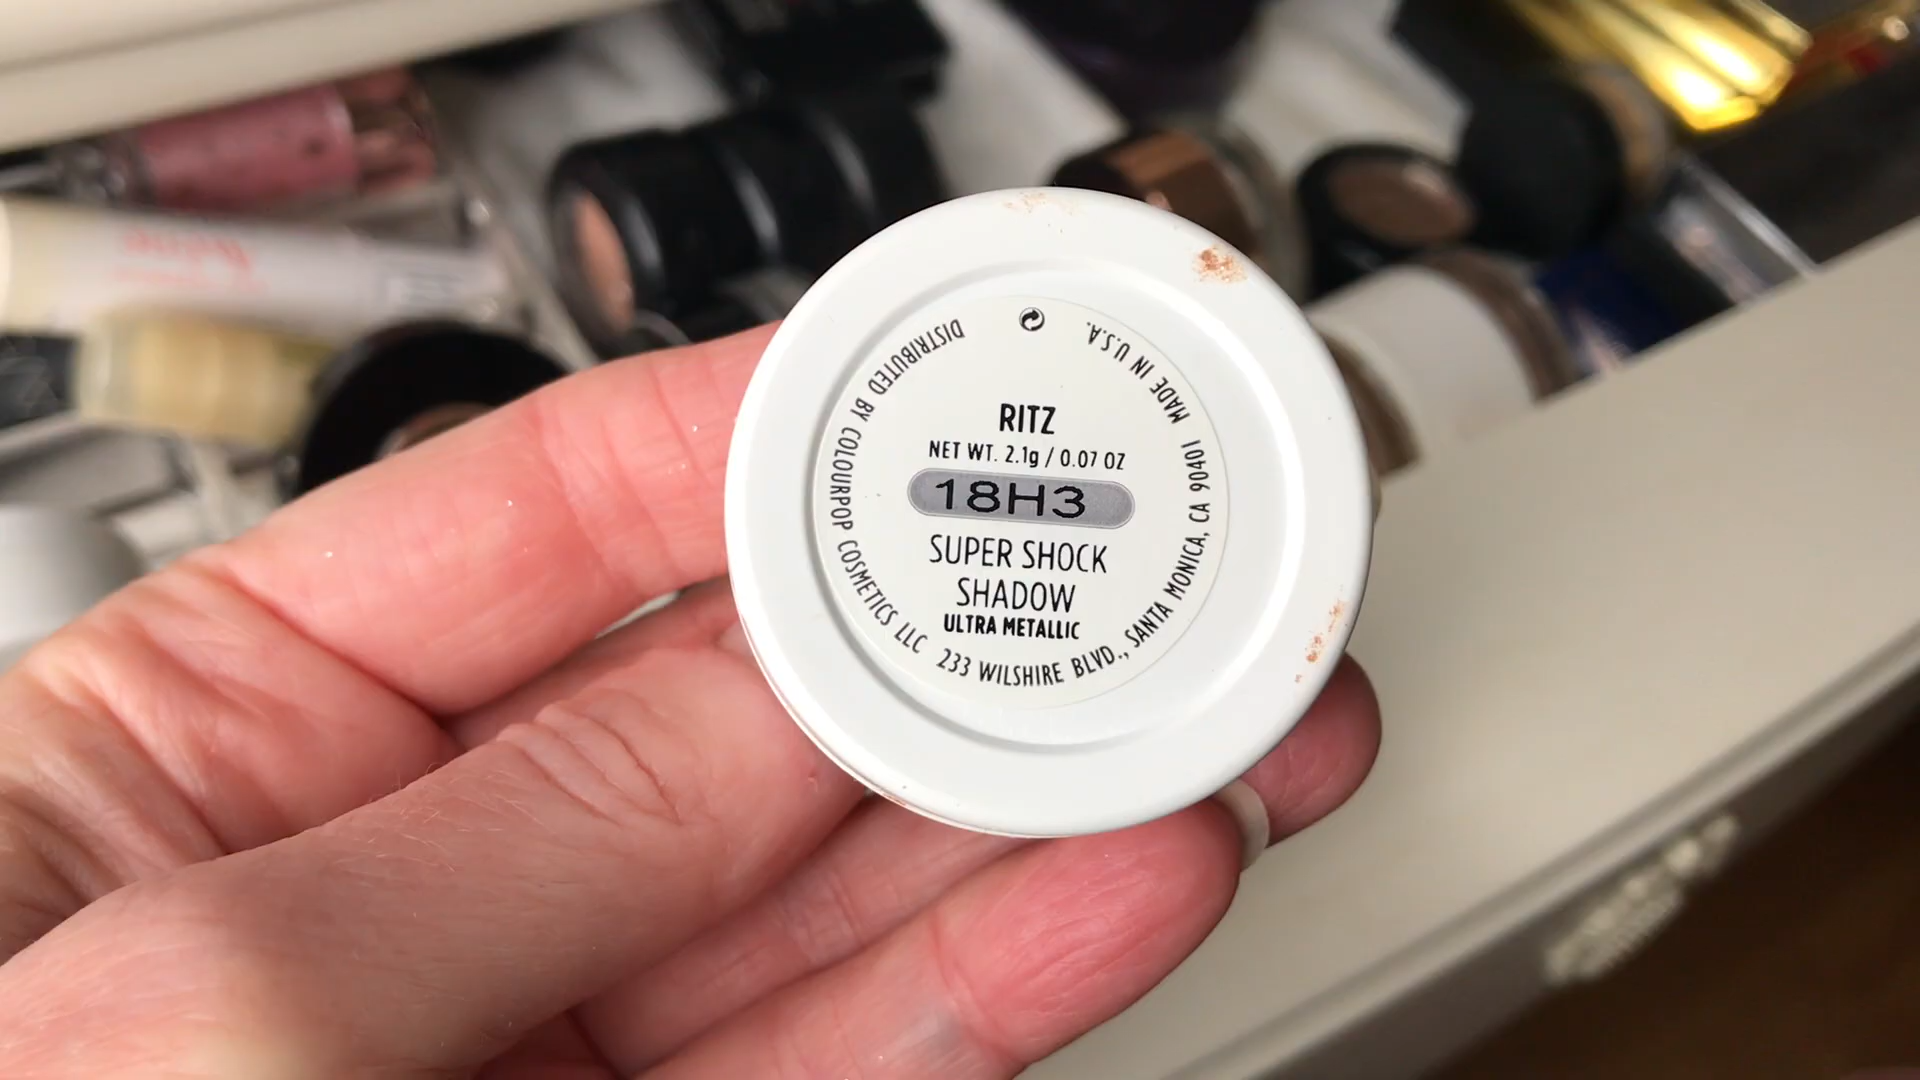 RITZ
NET WT. 2.1g / 0.07 OZ
18H3
SUPER SHOCK
SHADOW
ULTRA METALLIC
DISTRIBUTED BY COLOURPOP COSMETICS LLC 233 WILSHIRE BLVD., SANTA MONICA, CA 90401 MADE IN U.S.A.